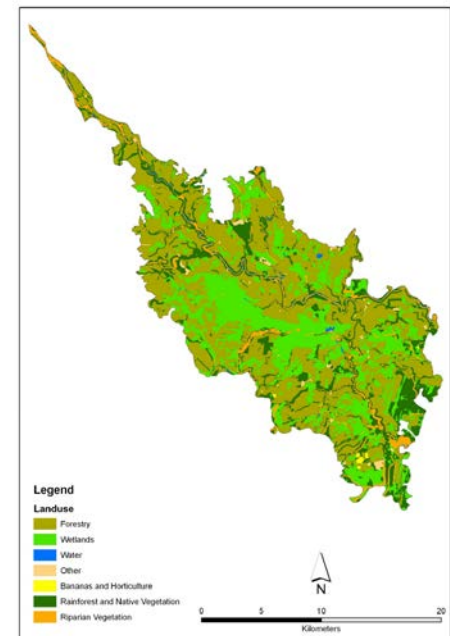 Legend
Landuse
Forestry
Wetlands
Water
Other
Bananas and Horticulture
Rainforest and Native Vegetation
Riparian Vegetation
N
0 5 10 20
Kilometers